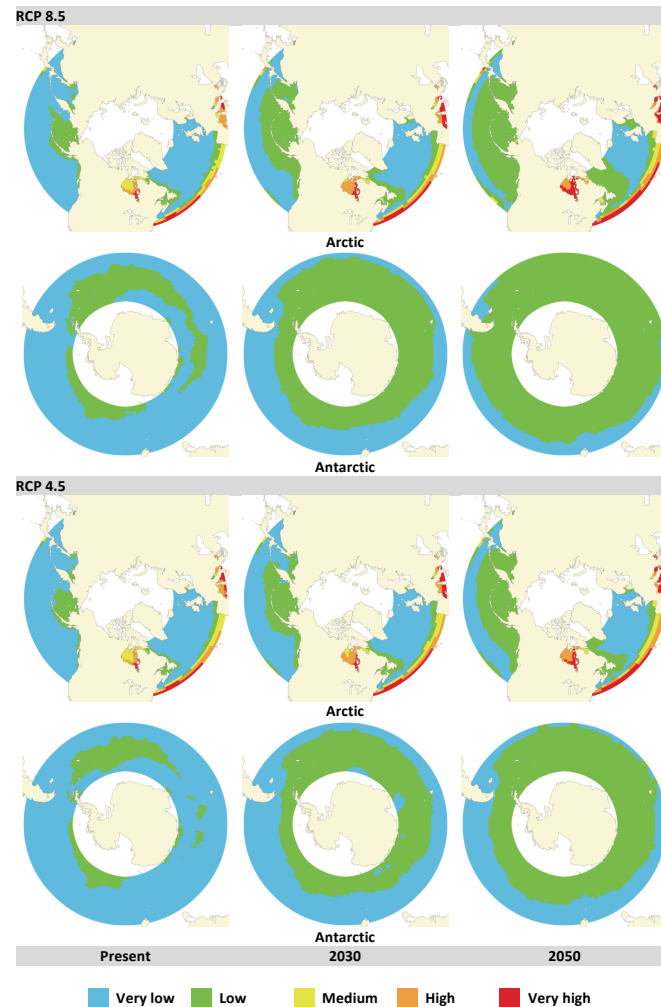 RCP 8.5
Arctic
Antarctic
RCP 4.5
Arctic
Antarctic
Present 2030 2050
Very low Low Medium High Very high